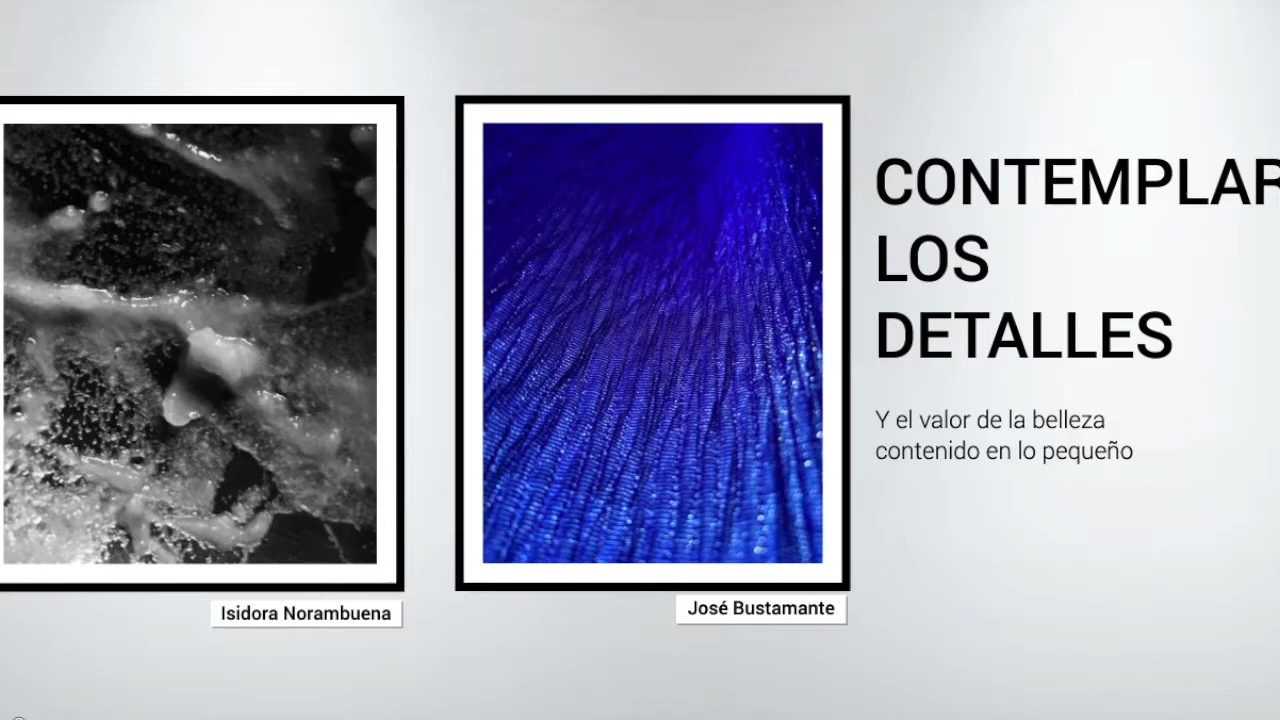 CONTEMPLAR
LOS
DETALLES
Y el valor de la belleza
contenido en lo pequeño
Isidora Norambuena
José Bustamante